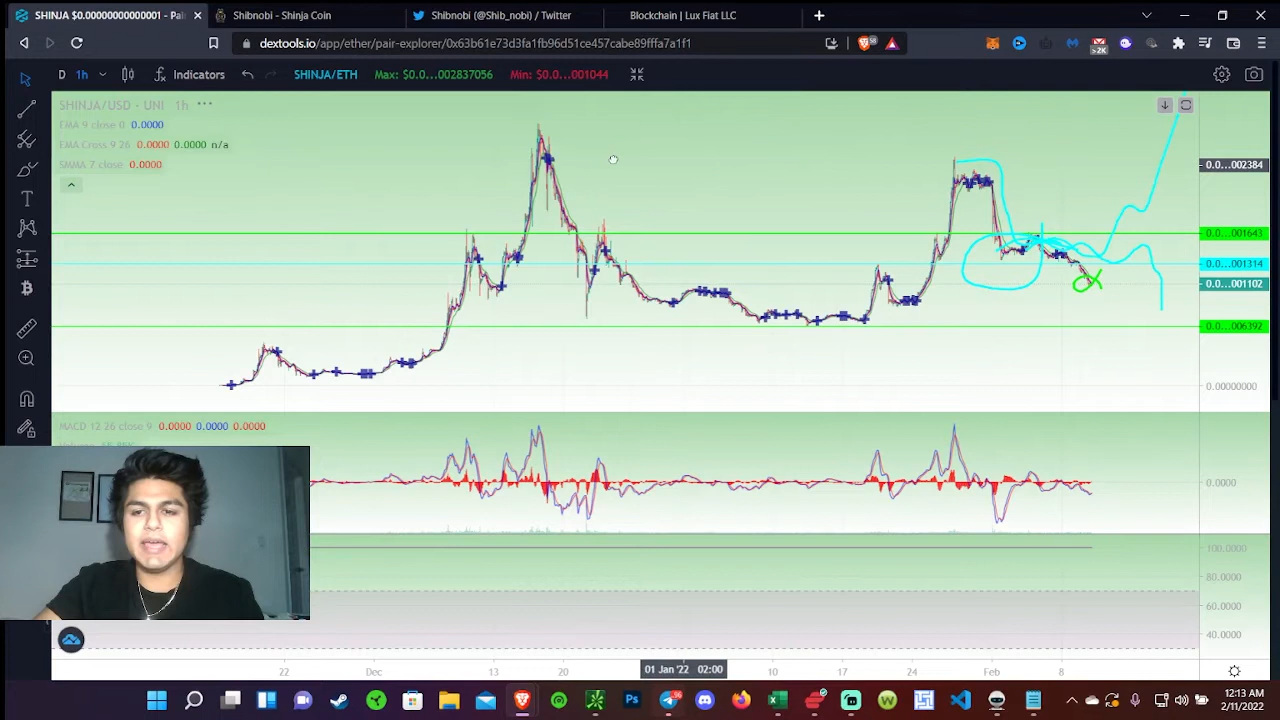 SHINJA $0.0000000000001 - Pai
Shibnobi - Shinja Coin
Shibnobi (@Shib_nobi) / Twitter
Blockchain | Lux Fiat LLC
dextools.io/app/ether/pair-explorer/0x63b61e73d3fa1fb96d51ce457cabe89fffa7a1f1
58
>2K
D 1h
Indicators
SHINJA/ETH
Max: $0.0...002837056
Min: $0.0...001044
SHINJA/USD - UNI 1h
EMA 9 close 0 0.0000
EMA Cross 9 26 0.0000 0.0000 n/a
SMMA 7 close 0.0000
0.0...002384
0.0...001643
0.0...001314
0.0...001102
0.0...006392
0.00000000
MACD 12 26 close 9 0.0000 0.0000 0.0000
0.0000
100.0000
80.0000
60.0000
40.0000
22 Dec 13 20 01 Jan '22 02:00 10 17 24 Feb 8
12:13 AM
2/11/2022